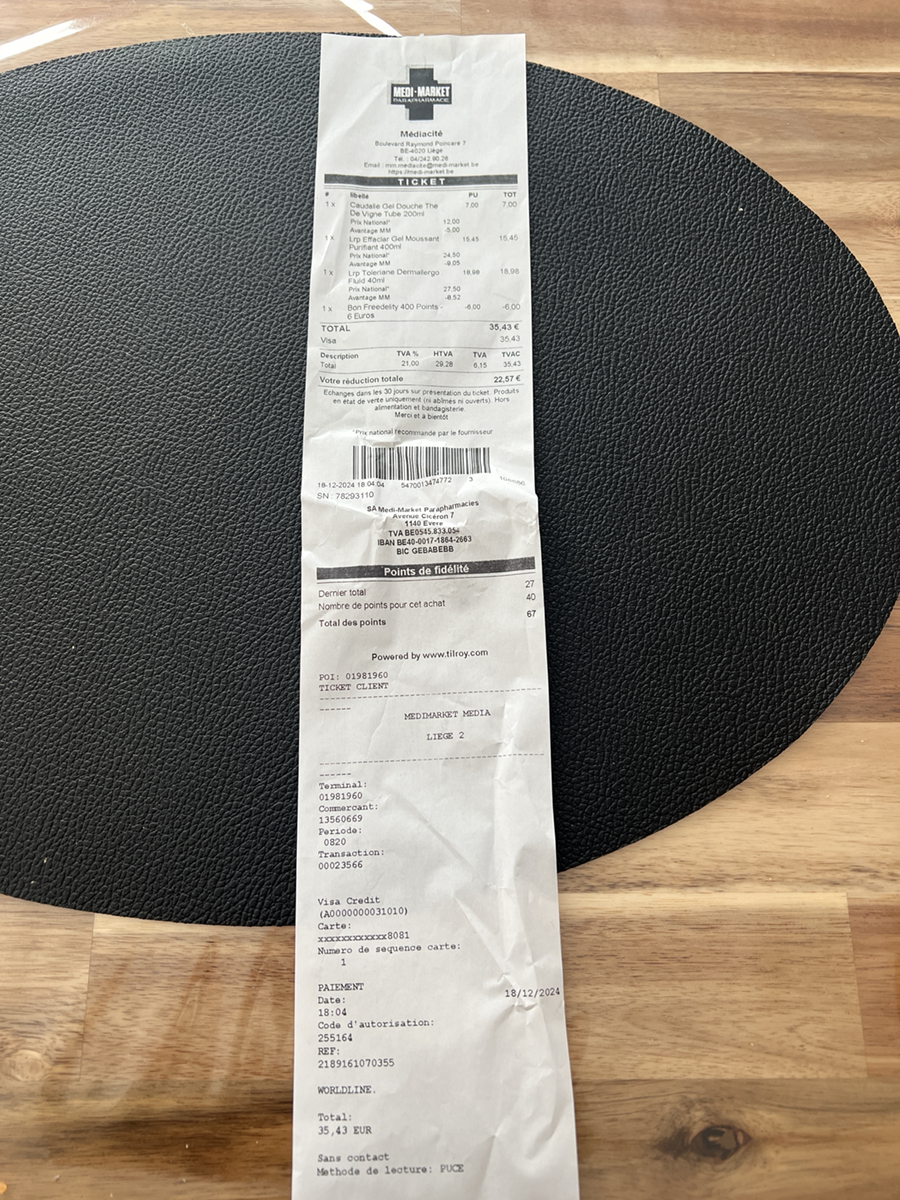 MEDI-MARKET
PARAPHARMACIE
Médiacité
Boulevard Raymond Poincaré 7
BE-4020 Liège
Tél. : 04/242.90.26
Email : mm.mediacite@medi-market.be
https://medi-market.be
TICKET
# libellé PU TOT
1 x Caudalie Gel Douche The 7,00 7,00
De Vigne Tube 200ml
Prix National* 12,00
Avantage MM -5,00
1 x Lrp Effaclar Gel Moussant 15,45 15,45
Purifiant 400ml
Prix National* 24,50
Avantage MM -9,05
1 x Lrp Toleriane Dermallergo 18,98 18,98
Fluid 40ml
Prix National* 27,50
Avantage MM -8,52
1 x Bon Freedelity 400 Points - -6,00 -6,00
6 Euros
TOTAL 35,43 €
Visa 35,43
Description TVA % HTVA TVA TVAC
Total 21,00 29,28 6,15 35,43
Votre réduction totale 22,57 €
Echanges dans les 30 jours sur présentation du ticket. Produits
en état de vente uniquement (ni abîmés ni ouverts). Hors
alimentation et bandagisterie.
Merci et à bientôt
*Prix national recommandé par le fournisseur
18-12-2024 18:04:04 5470013474772 3
SN : 78293110
SA Medi-Market Parapharmacies
Avenue Cicéron 7
1140 Evere
TVA BE0545.833.05
IBAN BE40-0017-1864-2663
BIC GEBABEBB
Points de fidélité
Dernier total 27
Nombre de points pour cet achat 40
Total des points 67
Powered by www.tilroy.com
POI: 01981960
TICKET CLIENT
------
MEDIMARKET MEDIA
LIEGE 2
------
Terminal:
01981960
Commercant:
13560669
Periode:
0820
Transaction:
00023566
Visa Credit
(A0000000031010)
Carte:
xxxxxxxxxxxx8081
Numero de sequence carte:
1
PAIEMENT
Date: 18/12/2024
18:04
Code d'autorisation:
255164
REF:
2189161070355
WORLDLINE.
Total:
35,43 EUR
Sans contact
Methode de lecture: PUCE